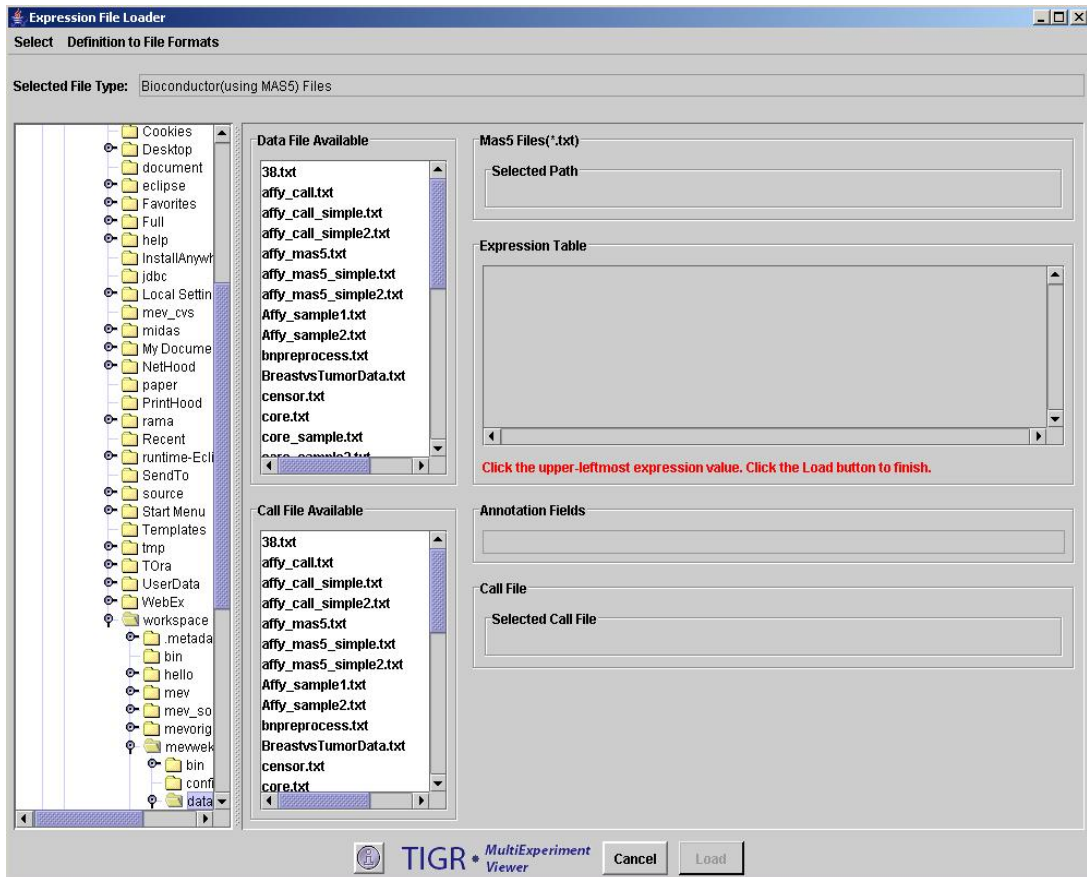 Expression File Loader
Select Definition to File Formats
Selected File Type: Bioconductor(using MAS5) Files
Cookies
Desktop
document
eclipse
Favorites
Full
help
InstallAnywh
jdbc
Local Settin
mev_cvs
midas
My Docume
NetHood
paper
PrintHood
rama
Recent
runtime-Ecli
SendTo
source
Start Menu
Templates
tmp
TOra
UserData
WebEx
workspace
.metada
bin
hello
mev
mev_so
mevorig
mevwek
bin
confi
data
Data File Available
38.txt
affy_call.txt
affy_call_simple.txt
affy_call_simple2.txt
affy_mas5.txt
affy_mas5_simple.txt
affy_mas5_simple2.txt
Affy_sample1.txt
Affy_sample2.txt
bnpreprocess.txt
BreastvsTumorData.txt
censor.txt
core.txt
core_sample.txt
core_sample2.txt
Call File Available
38.txt
affy_call.txt
affy_call_simple.txt
affy_call_simple2.txt
affy_mas5.txt
affy_mas5_simple.txt
affy_mas5_simple2.txt
Affy_sample1.txt
Affy_sample2.txt
bnpreprocess.txt
BreastvsTumorData.txt
censor.txt
core.txt
Mas5 Files(*.txt)
Selected Path
Expression Table
Click the upper-leftmost expression value. Click the Load button to finish.
Annotation Fields
Call File
Selected Call File
TIGR MultiExperiment
Viewer
Cancel
Load